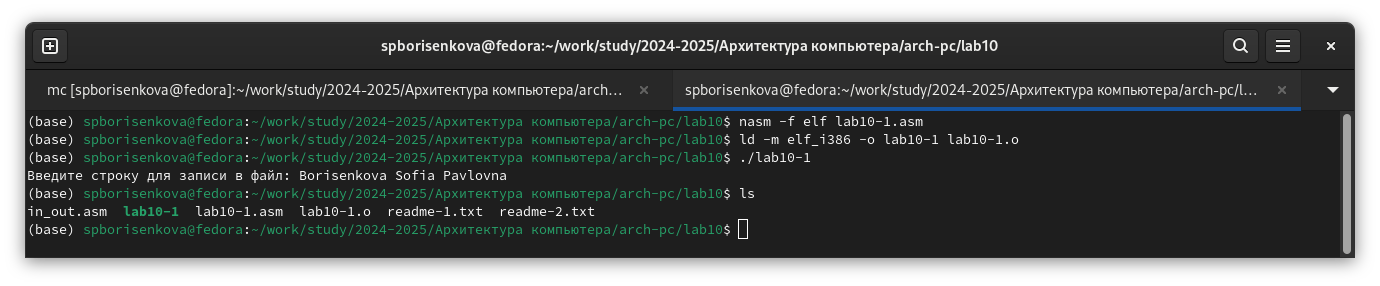 spborisenkova@fedora:~/work/study/2024-2025/Архитектура компьютера/arch-pc/lab10
mc [spborisenkova@fedora]:~/work/study/2024-2025/Архитектура компьютера/arch...
spborisenkova@fedora:~/work/study/2024-2025/Архитектура компьютера/arch-pc/l...
(base) spborisenkova@fedora:~/work/study/2024-2025/Архитектура компьютера/arch-pc/lab10$ nasm -f elf lab10-1.asm
(base) spborisenkova@fedora:~/work/study/2024-2025/Архитектура компьютера/arch-pc/lab10$ ld -m elf_i386 -o lab10-1 lab10-1.o
(base) spborisenkova@fedora:~/work/study/2024-2025/Архитектура компьютера/arch-pc/lab10$ ./lab10-1
Введите строку для записи в файл: Borisenkova Sofia Pavlovna
(base) spborisenkova@fedora:~/work/study/2024-2025/Архитектура компьютера/arch-pc/lab10$ ls
in_out.asm  lab10-1  lab10-1.asm  lab10-1.o  readme-1.txt  readme-2.txt
(base) spborisenkova@fedora:~/work/study/2024-2025/Архитектура компьютера/arch-pc/lab10$